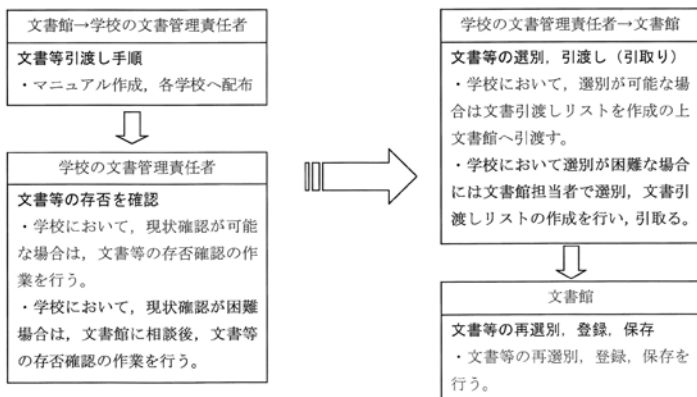 文書館→学校の文書管理責任者
文書等引渡し手順
・マニュアル作成，各学校へ配布
学校の文書管理責任者
文書等の存否を確認
・学校において，現状確認が可能
な場合は，文書等の存否確認の作
業を行う。
・学校において，現状確認が困難
場合は，文書館に相談後，文書等
の存否確認の作業を行う。
学校の文書管理責任者→文書館
文書等の選別，引渡し（引取り）
・学校において，選別が可能な場
合は文書引渡しリストを作成の上
文書館へ引渡す。
・学校において選別が困難な場合
には文書館担当者で選別，文書引
渡しリストの作成を行い，引取る。
文書館
文書等の再選別，登録，保存
・文書等の再選別，登録，保存を
行う。